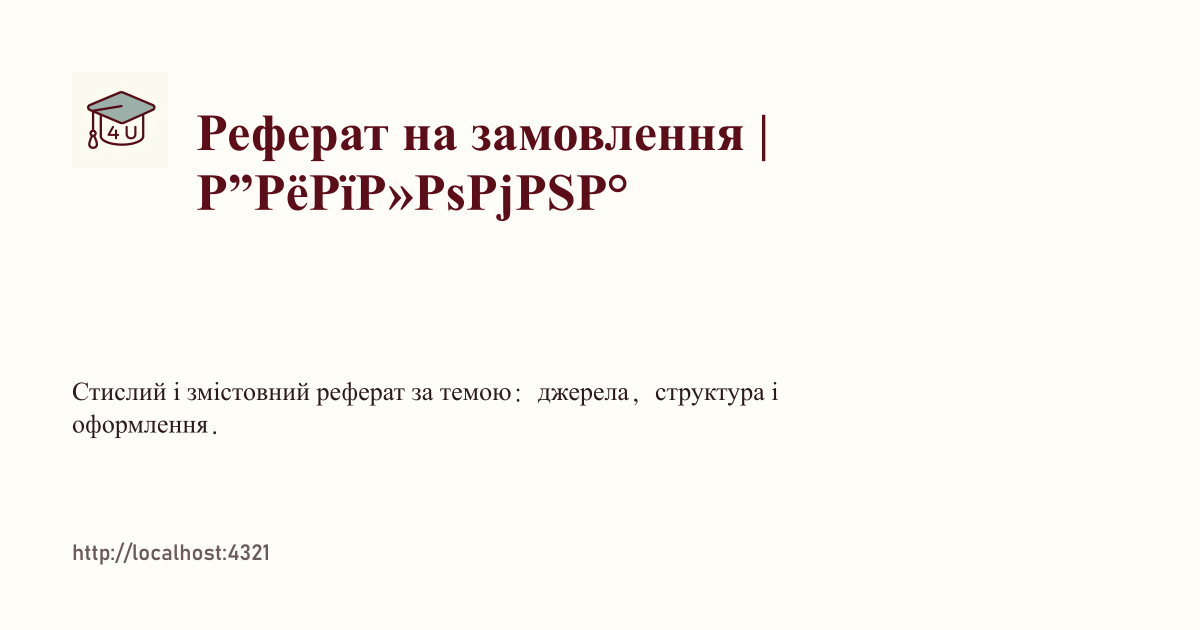 4 U
Реферат на замовлення |
Р”РёРїР»РѕРјРЅР°
Стислий і змістовний реферат за темою: джерела, структура і
оформлення.
http://localhost:4321